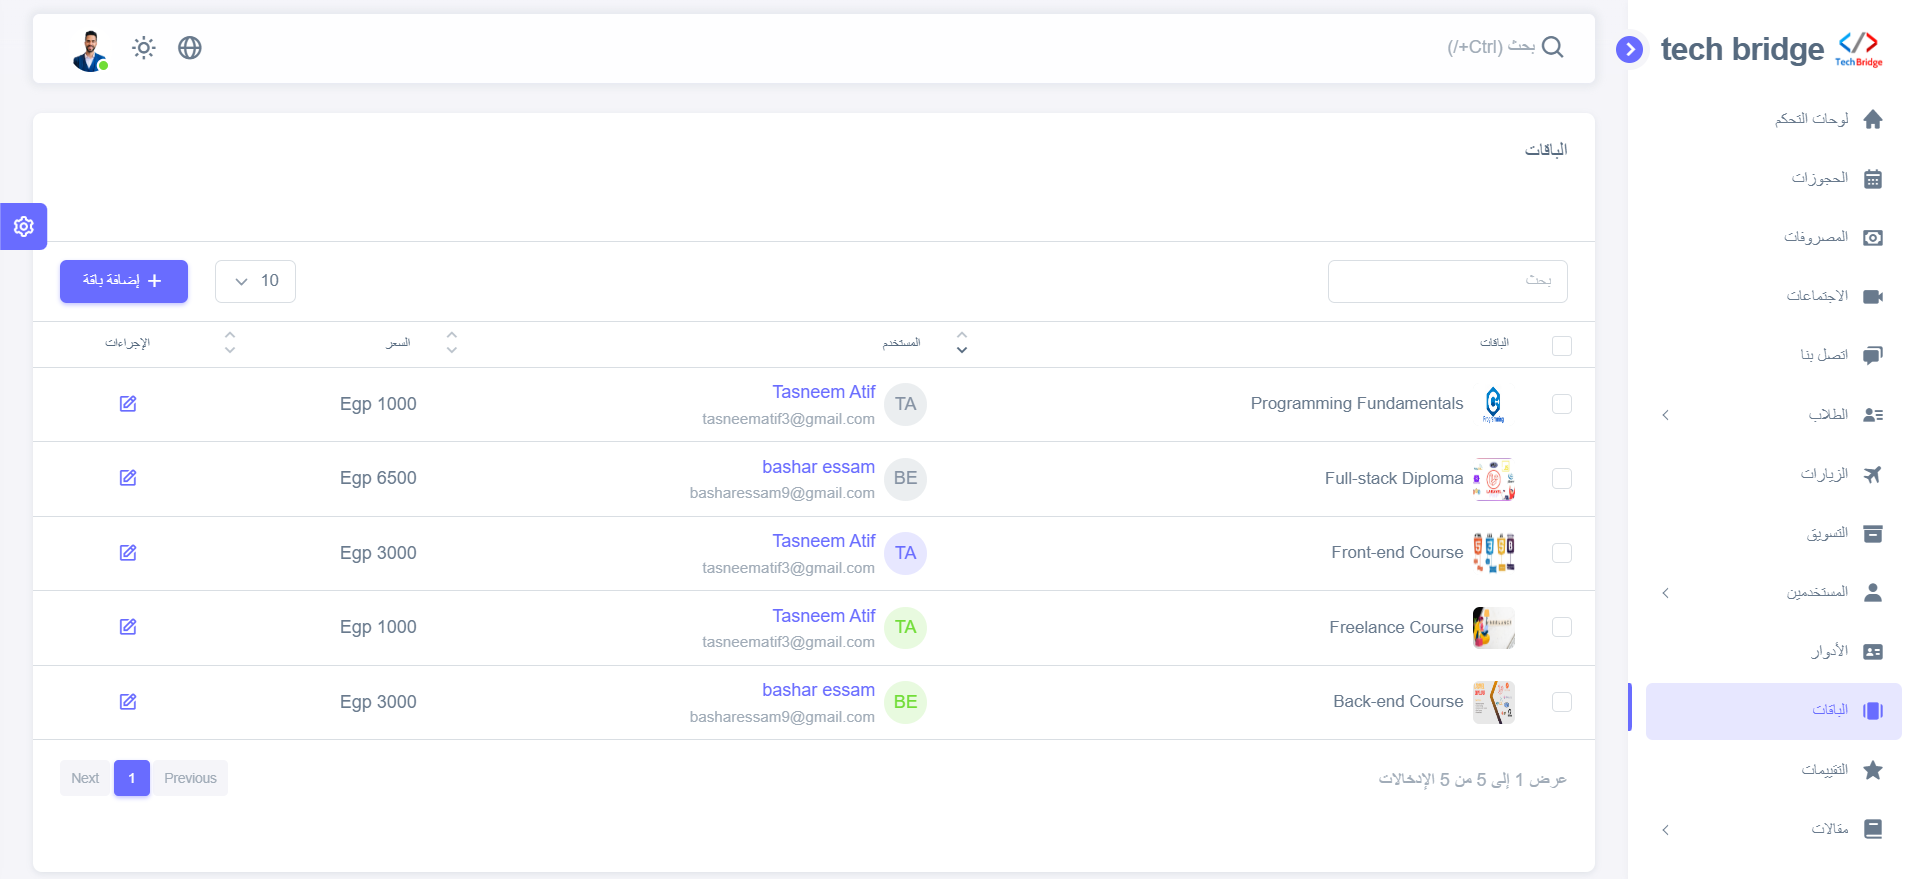 tech bridge
TechBridge
لوحات التحكم
الحجوزات
المصروفات
الاجتماعات
اتصل بنا
الطلاب
الزيارات
التسويق
المستخدمين
الأدوار
الباقات
التقييمات
مقالات
بحث (Ctrl+/)
الباقات
بحث
10
إضافة باقة
الباقات
المستخدم
السعر
الإجراءات
Programming Fundamentals
TA
Tasneem Atif
tasneematif3@gmail.com
Egp 1000
Full-stack Diploma
BE
bashar essam
basharessam9@gmail.com
Egp 6500
Front-end Course
TA
Tasneem Atif
tasneematif3@gmail.com
Egp 3000
Freelance Course
TA
Tasneem Atif
tasneematif3@gmail.com
Egp 1000
Back-end Course
BE
bashar essam
basharessam9@gmail.com
Egp 3000
عرض 1 إلى 5 من 5 الإدخالات
Previous
1
Next